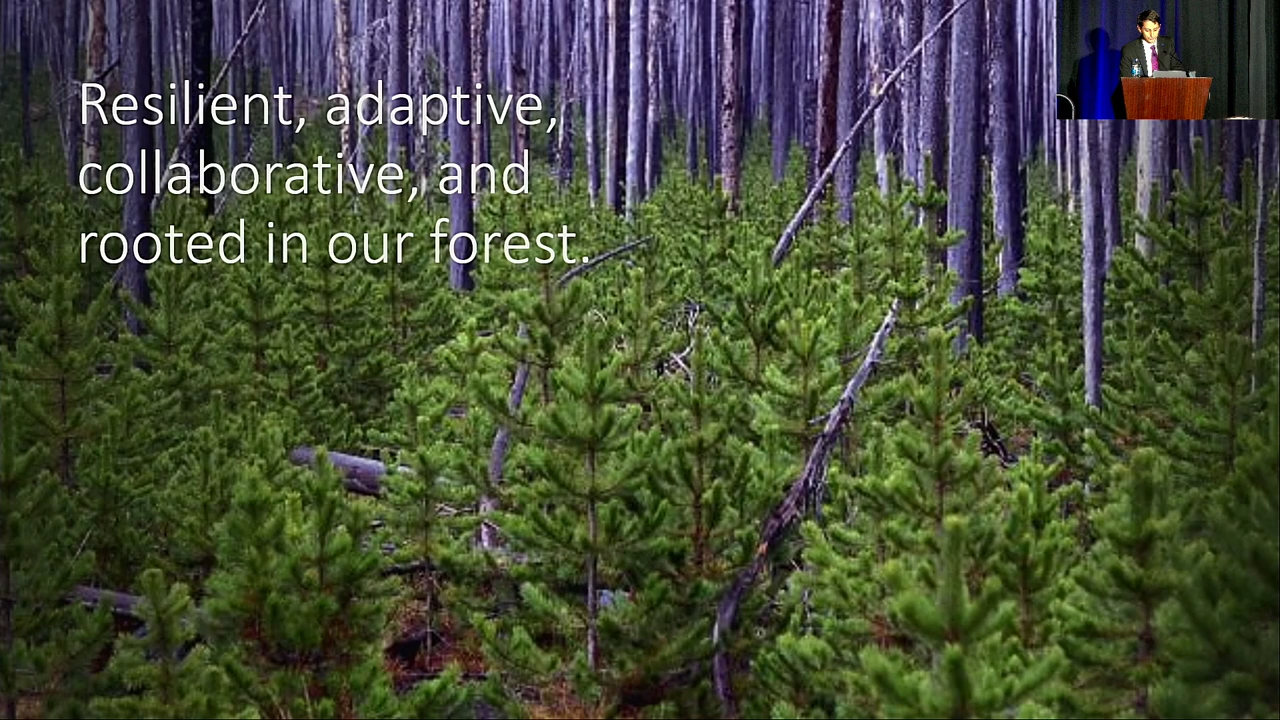 Resilient, adaptive,
collaborative, and
rooted in our forest.